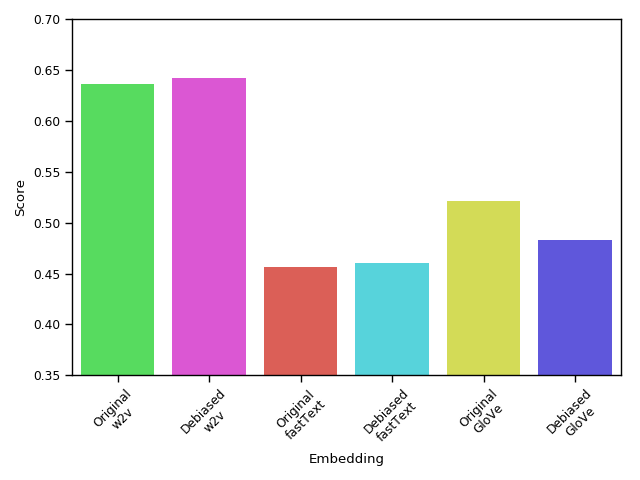 0.70
0.65
0.60
0.55
0.50
0.45
0.40
0.35
Score
Original
w2v
Debiased
w2v
Original
fastText
Debiased
fastText
Original
GloVe
Debiased
GloVe
Embedding